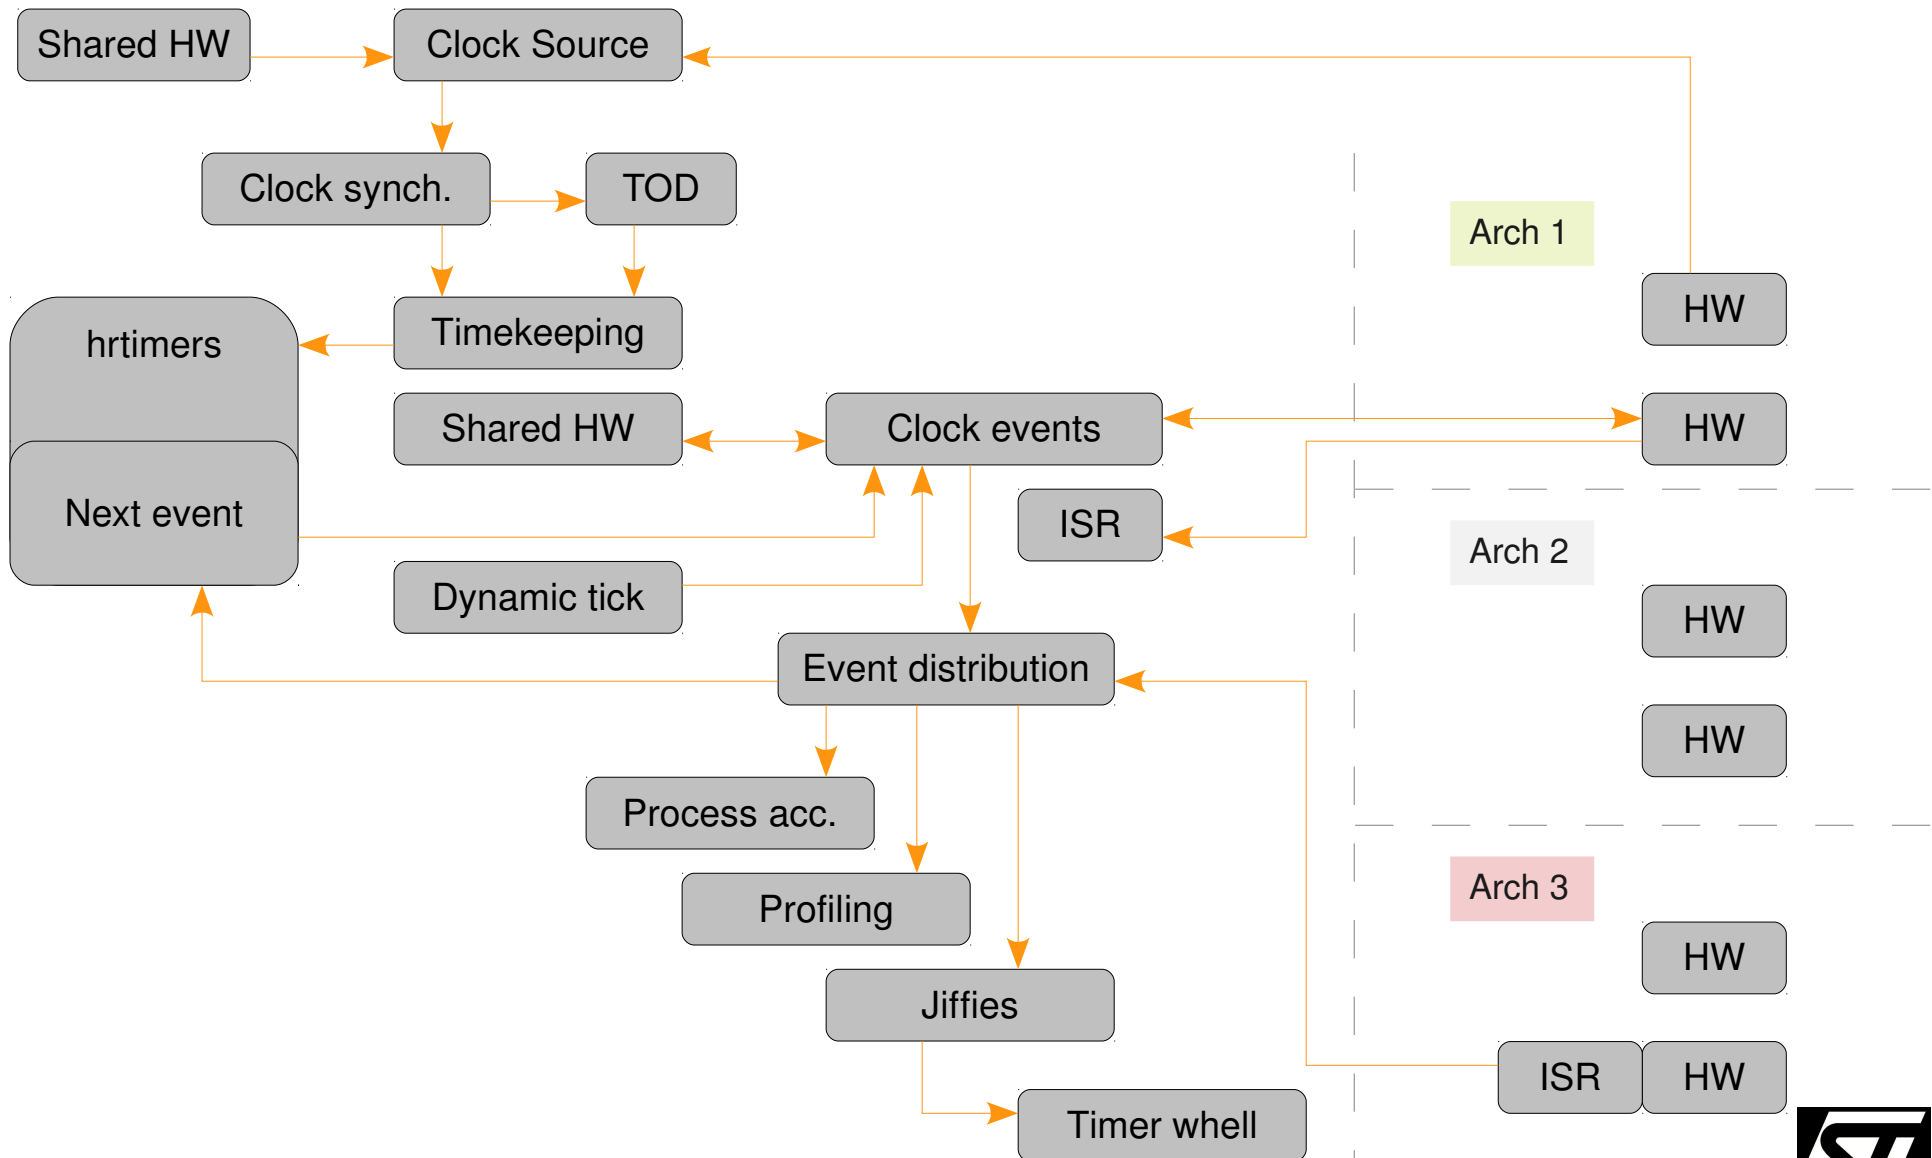 Shared HW
Clock Source
Clock synch.
TOD
Arch 1
HW
hrtimers
Timekeeping
Shared HW
Clock events
HW
Next event
ISR
Arch 2
Dynamic tick
HW
Event distribution
HW
Process acc.
Arch 3
Profiling
HW
Jiffies
ISR
HW
Timer whell